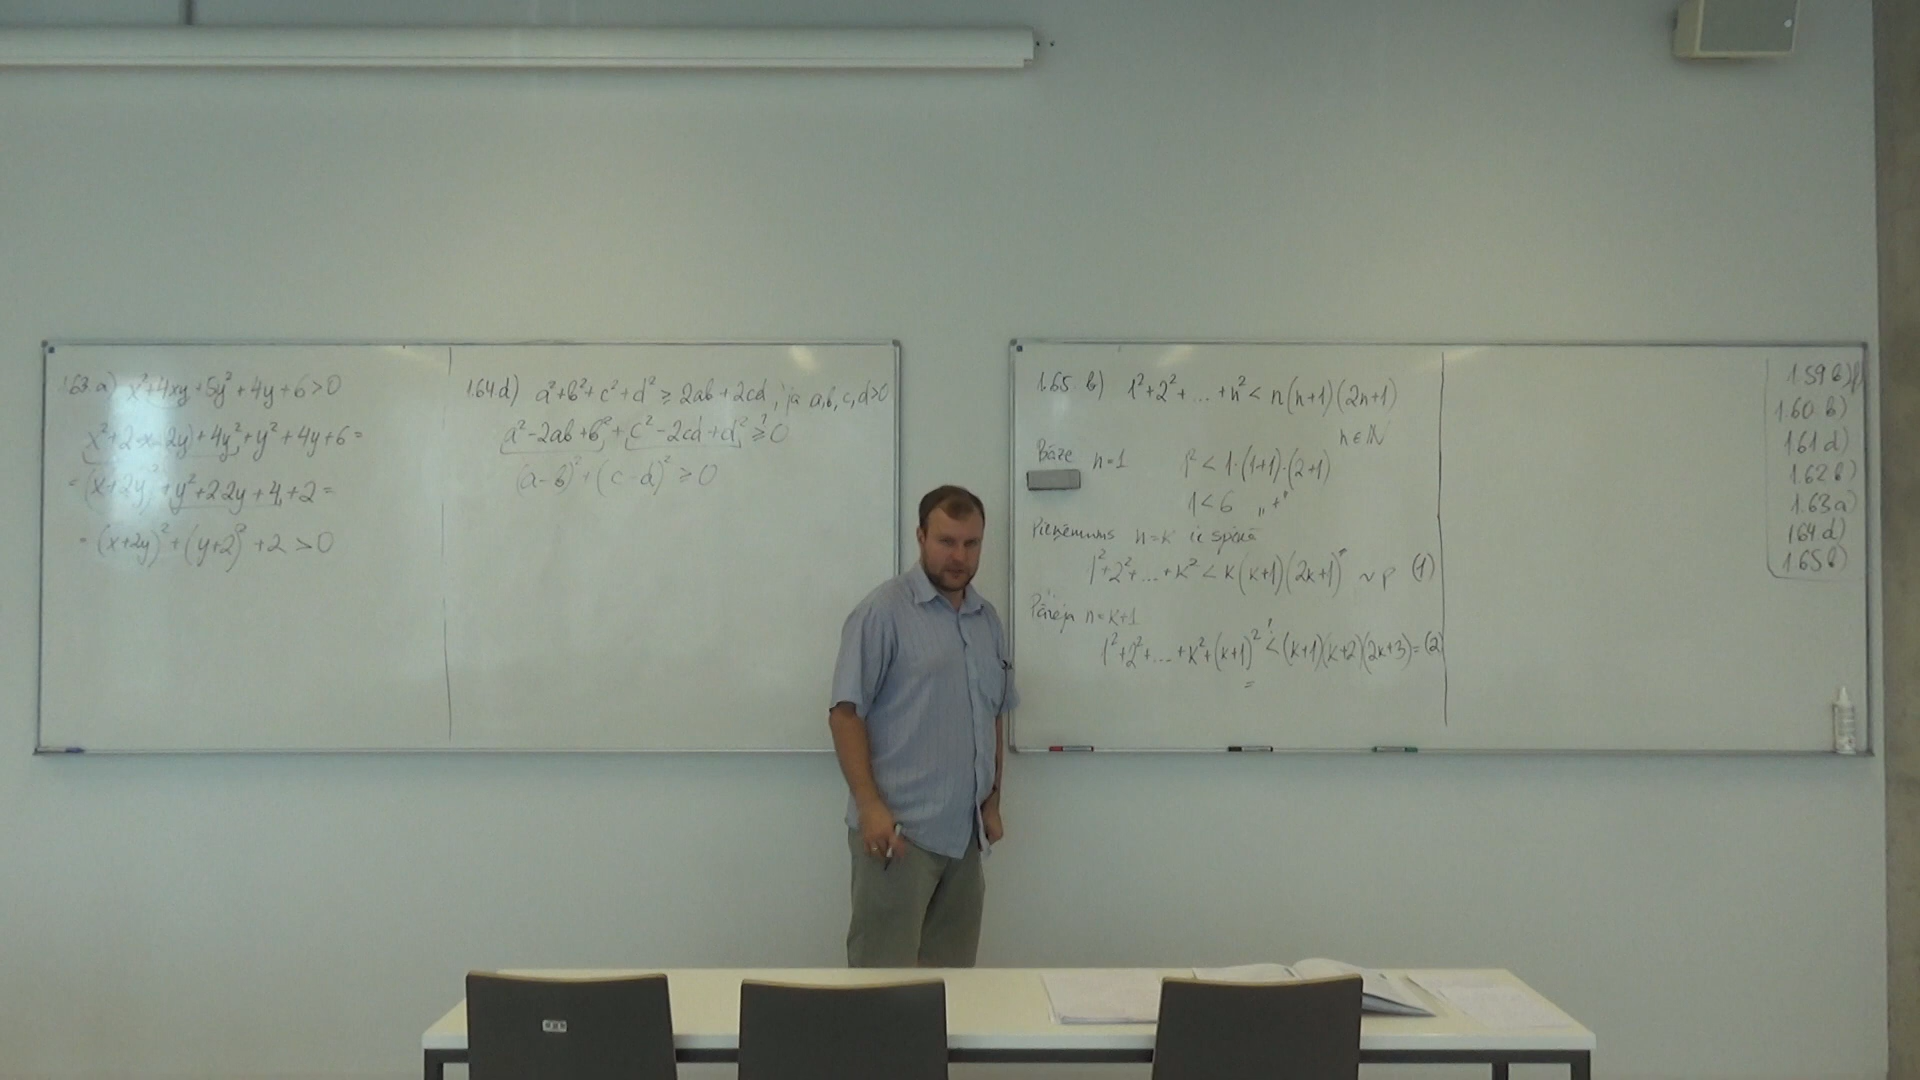 1.63. a) x²+4xy+5y²+4y+6>0
x²+2·x·2y+4y²+y²+4y+6=
=(x+2y)²+y²+2·2y+4+2=
=(x+2y)²+(y+2)²+2>0
1.64 d) a²+b²+c²+d² ≥ 2ab+2cd, ja a,b,c,d>0
a²-2ab+b²+c²-2cd+d² ≥? 0
(a-b)²+(c-d)² ≥ 0
1.65. b) 1²+2²+...+n² < n(n+1)(2n+1)
n∈ℕ
Bāze n=1 1² < 1·(1+1)·(2+1)
1<6 „+"
Pieņēmums n=k ir spēkā
1²+2²+...+k² < k(k+1)(2k+1) ~p (1)
Pāreja n=k+1
1²+2²+...+k²+(k+1)² <? (k+1)(k+2)(2k+3)= (2)
=
1.59 b)
1.60 b)
1.61 d)
1.62 b)
1.63 a)
1.64 d)
1.65 b)